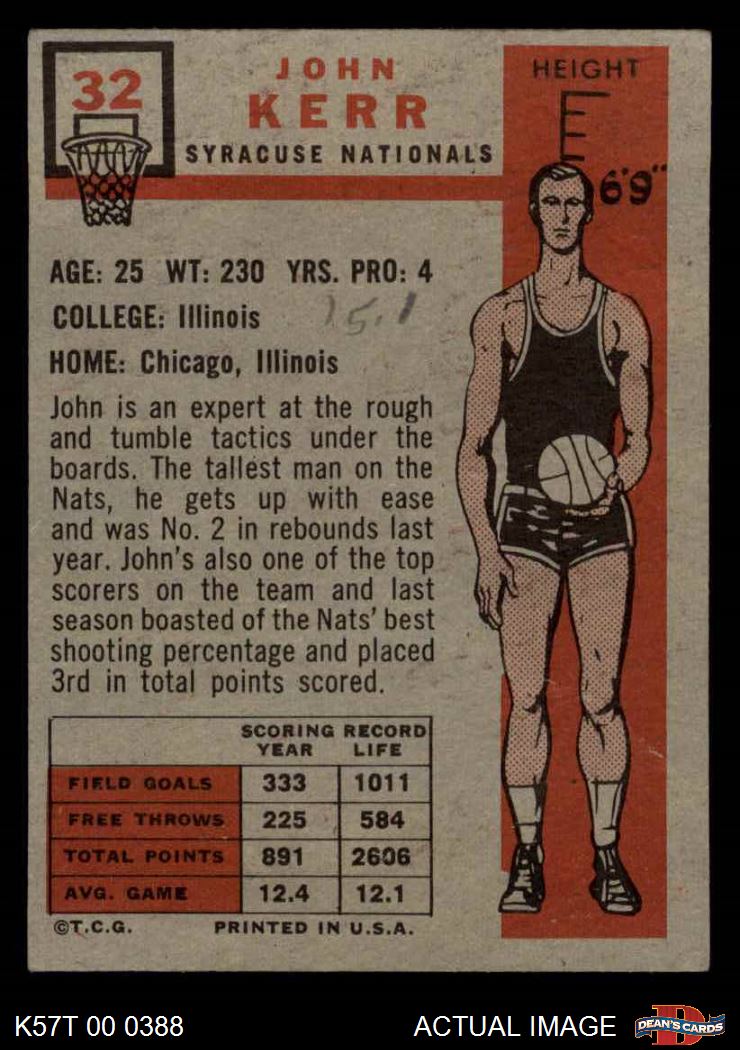 32
JOHN
KERR
SYRACUSE NATIONALS
HEIGHT
6'9"
AGE: 25 WT: 230 YRS. PRO: 4
COLLEGE: Illinois
15.1
HOME: Chicago, Illinois
John is an expert at the rough
and tumble tactics under the
boards. The tallest man on the
Nats, he gets up with ease
and was No. 2 in rebounds last
year. John's also one of the top
scorers on the team and last
season boasted of the Nats' best
shooting percentage and placed
3rd in total points scored.
SCORING RECORD
YEAR LIFE
FIELD GOALS 333 1011
FREE THROWS 225 584
TOTAL POINTS 891 2606
AVG. GAME 12.4 12.1
©T.C.G. PRINTED IN U.S.A.
K57T 00 0388 ACTUAL IMAGE
D
DEAN'S CARDS